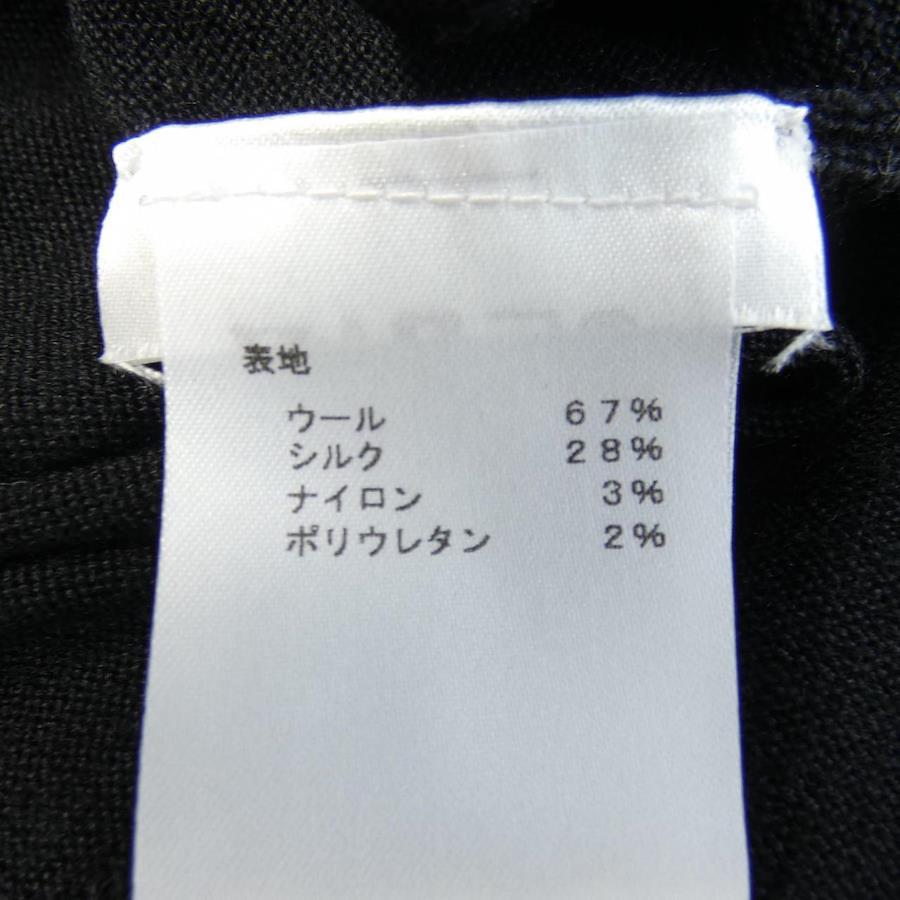 表地
ウール 67%
シルク 28%
ナイロン 3%
ポリウレタン 2%